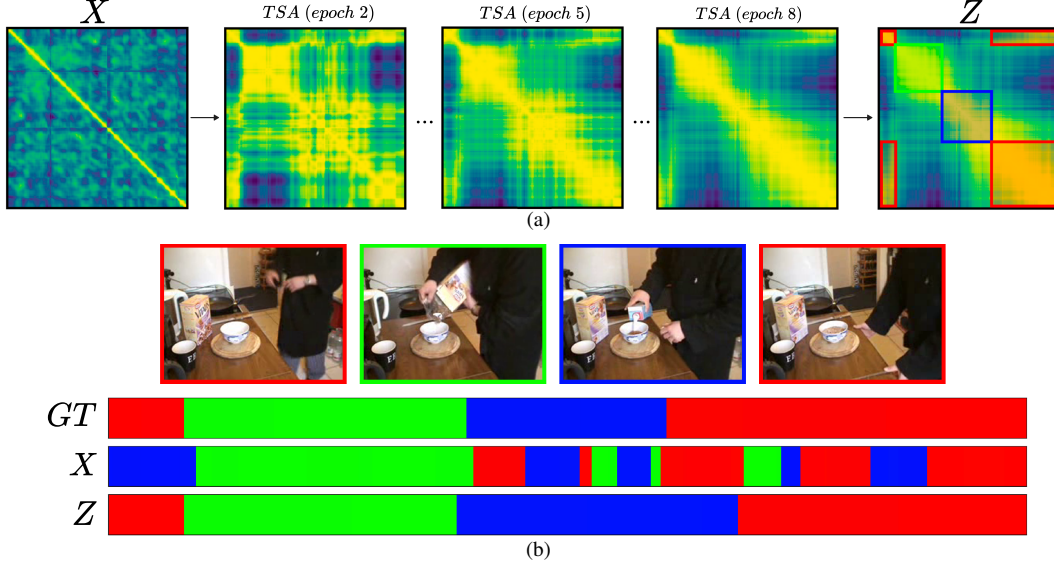 X
TSA (epoch 2)
TSA (epoch 5)
TSA (epoch 8)
Z
...
...
(a)
GT
X
Z
(b)